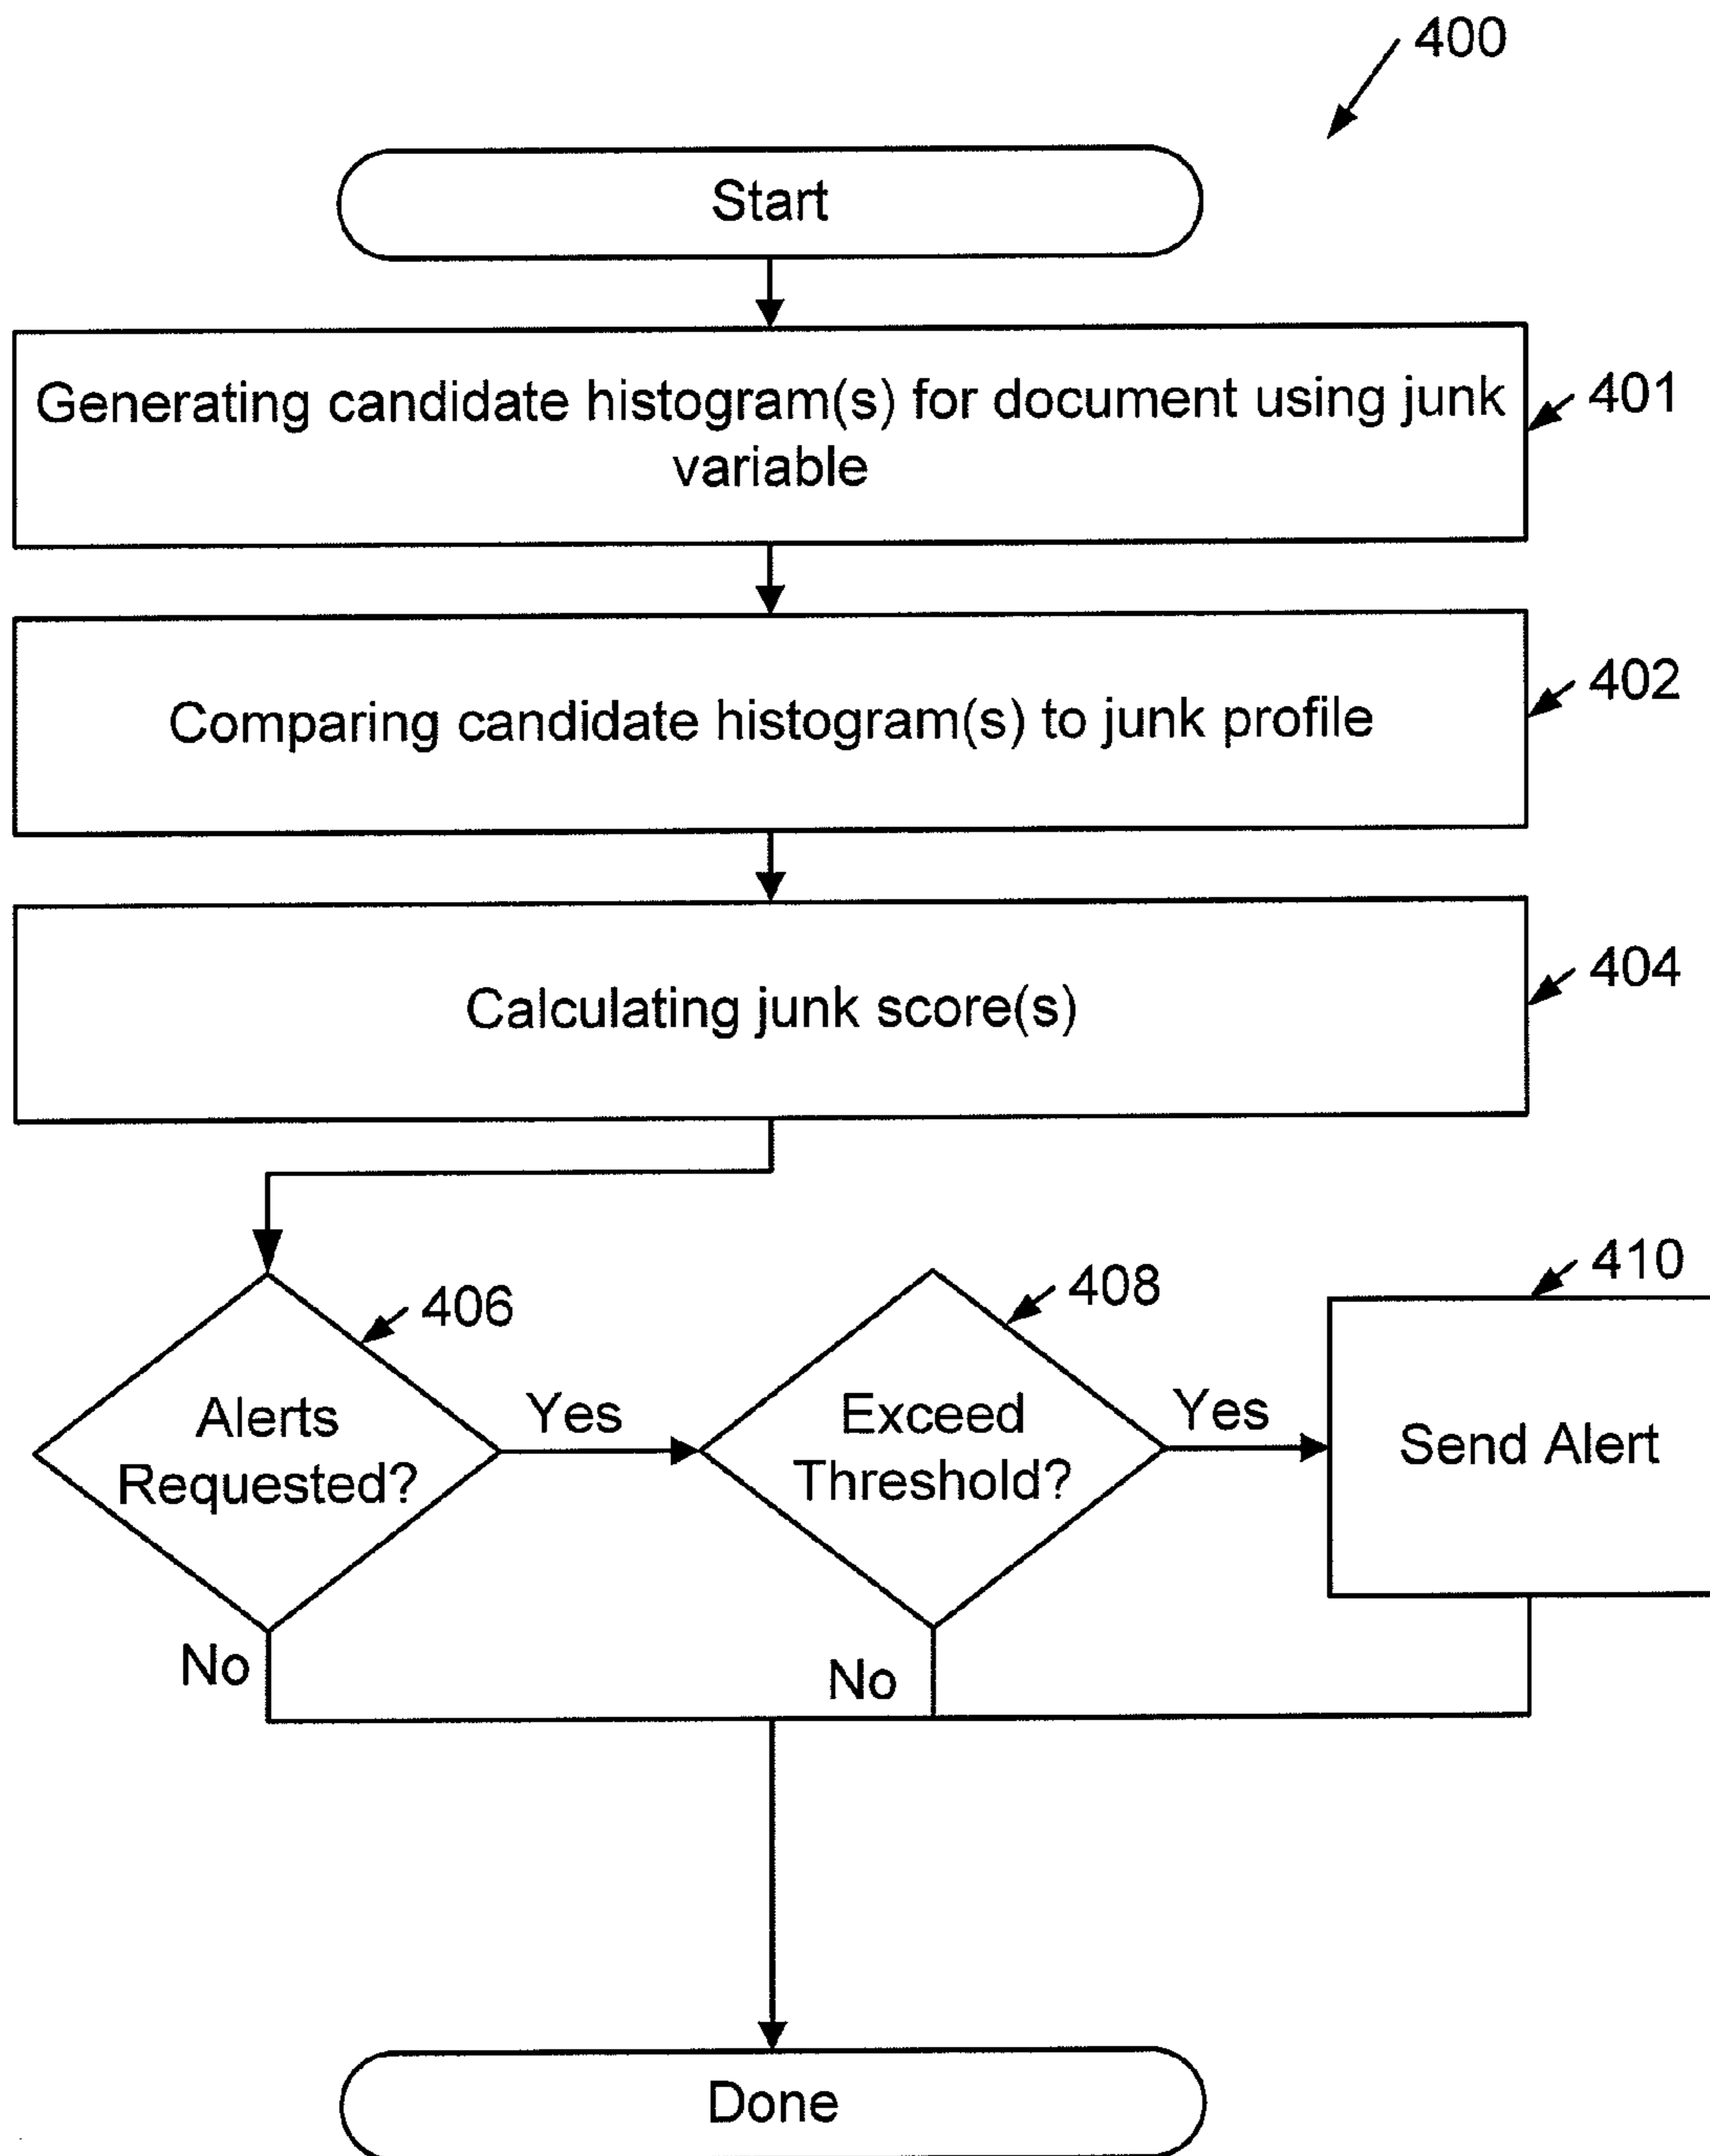 400
Start
Generating candidate histogram(s) for document using junk
variable
401
Comparing candidate histogram(s) to junk profile
402
Calculating junk score(s)
404
406
Alerts
Requested?
Yes
No
408
Exceed
Threshold?
Yes
No
410
Send Alert
Done